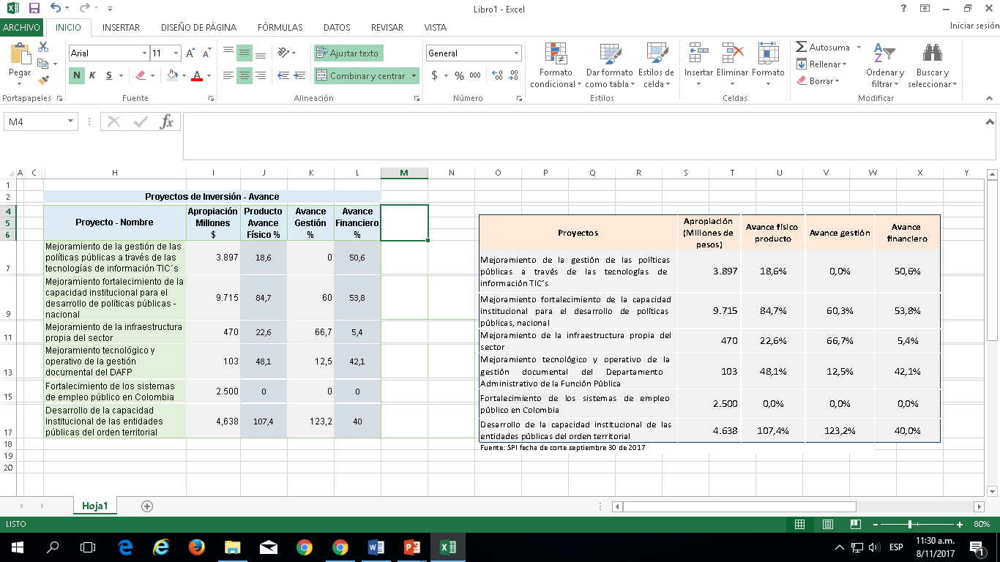 Libro1 - Excel
ARCHIVO INICIO INSERTAR DISEÑO DE PÁGINA FÓRMULAS DATOS REVISAR VISTA Iniciar sesión
Pegar Arial 11 Ajustar texto General Autosuma
N K S Combinar y centrar $ % 000 Rellenar
Formato condicional Dar formato como tabla Estilos de celda Insertar Eliminar Formato Borrar Ordenar y filtrar Buscar y seleccionar
Portapapeles Fuente Alineación Número Estilos Celdas Modificar
M4 fx
A C H I J K L M N O P Q R S T U V W X Y
1
2 Proyectos de Inversión - Avance
4 Apropiación Producto Avance Avance
5 Proyecto - Nombre Millones Avance Gestión Financiero
6 $ Físico % % %
Mejoramiento de la gestión de las
políticas públicas a través de las
7 tecnologías de información TIC´s 3.897 18,6 0 50,6
Mejoramiento fortalecimiento de la
capacidad institucional para el
desarrollo de políticas públicas - 9.715 84,7 60 53,8
9 nacional
Mejoramiento de la infraestructura
11 propia del sector 470 22,6 66,7 5,4
Mejoramiento tecnológico y
operativo de la gestión 103 48,1 12,5 42,1
13 documental del DAFP
Fortalecimiento de los sistemas
15 de empleo público en Colombia 2.500 0 0 0
Desarrollo de la capacidad
institucional de las entidades 4,638 107,4 123,2 40
17 públicas del orden territorial
18
19
20
Proyectos Apropiación (Millones de pesos) Avance físico producto Avance gestión Avance financiero
Mejoramiento de la gestión de las políticas
públicas a través de las tecnologías de 3.897 18,6% 0,0% 50,6%
información TIC´s
Mejoramiento fortalecimiento de la capacidad
institucional para el desarrollo de políticas 9.715 84,7% 60,3% 53,8%
públicas, nacional
Mejoramiento de la infraestructura propia del
sector 470 22,6% 66,7% 5,4%
Mejoramiento tecnológico y operativo de la
gestión documental del Departamento 103 48,1% 12,5% 42,1%
Administrativo de la Función Pública
Fortalecimiento de los sistemas de empleo
público en Colombia 2.500 0,0% 0,0% 0,0%
Desarrollo de la capacidad institucional de las
entidades públicas del orden territorial 4.638 107,4% 123,2% 40,0%
Fuente: SPI fecha de corte septiembre 30 de 2017
Hoja1
LISTO 80%
ESP 11:30 a.m.
8/11/2017 1